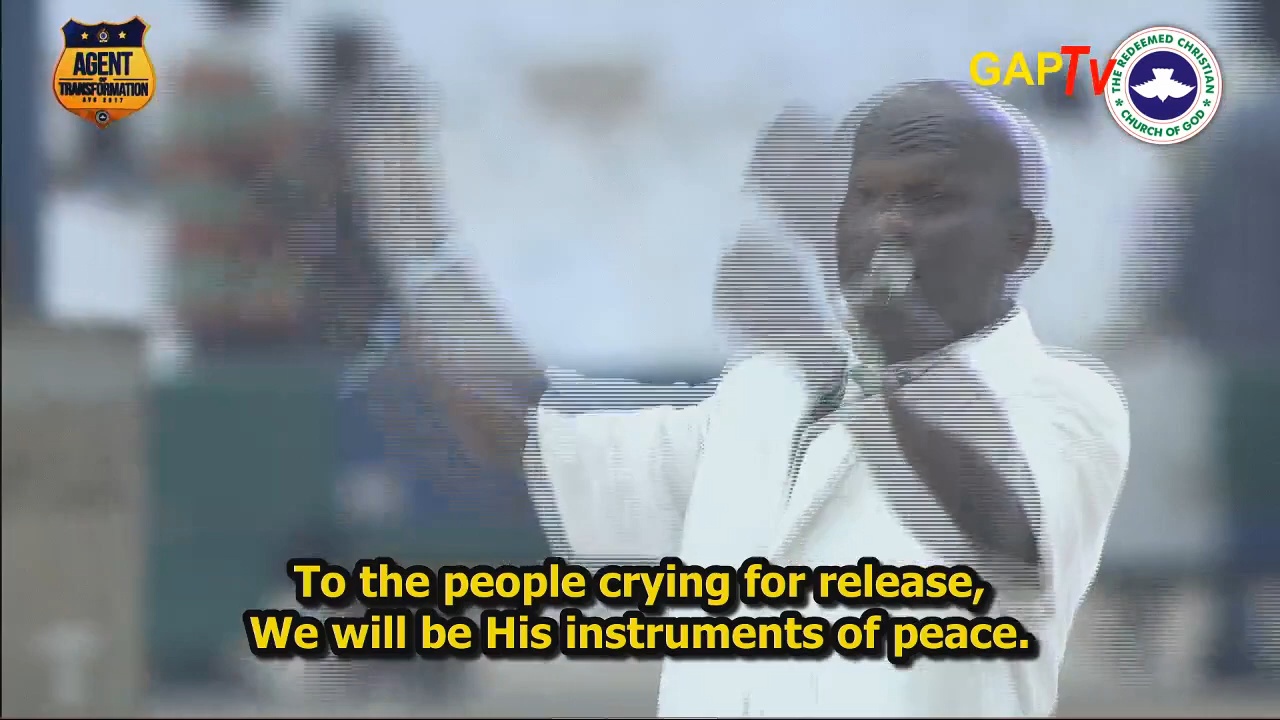 AGENT
OF
TRANSFORMATION
GAPTv
THE REDEEMED CHRISTIAN
CHURCH OF GOD
To the people crying for release,
We will be His instruments of peace.